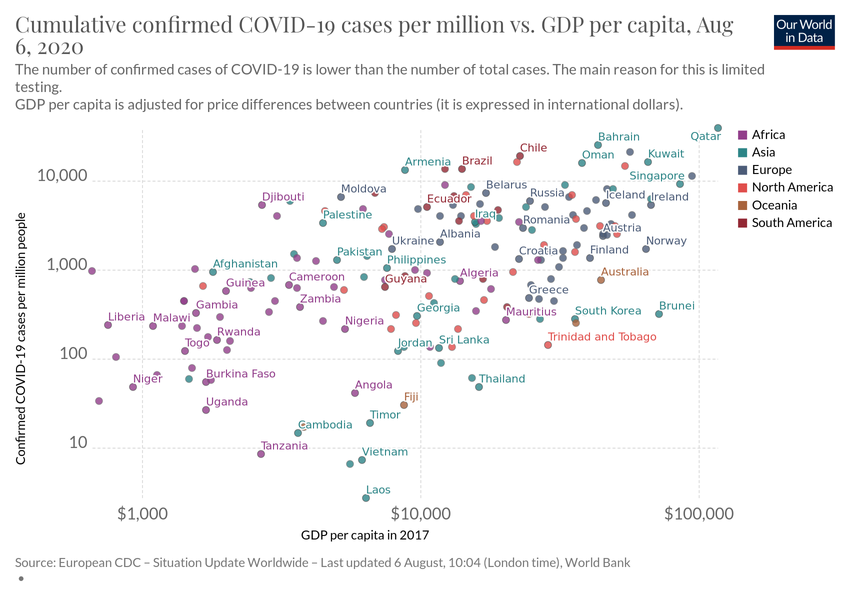 Cumulative confirmed COVID-19 cases per million vs. GDP per capita, Aug
6, 2020
Our World
in Data
The number of confirmed cases of COVID-19 is lower than the number of total cases. The main reason for this is limited
testing.
GDP per capita is adjusted for price differences between countries (it is expressed in international dollars).
Confirmed COVID-19 cases per million people
10,000
1,000
100
10
Qatar
Bahrain
Chile
Oman
Kuwait
Armenia
Brazil
Singapore
Moldova
Belarus
Djibouti
Ecuador
Russia
Iceland
Ireland
Palestine
Iraq
Romania
Austria
Ukraine
Albania
Norway
Pakistan
Croatia
Finland
Afghanistan
Philippines
Guinea
Cameroon
Guyana
Algeria
Australia
Greece
Gambia
Zambia
Georgia
Mauritius
South Korea
Brunei
Liberia
Malawi
Nigeria
Rwanda
Togo
Jordan
Sri Lanka
Trinidad and Tobago
Niger
Burkina Faso
Angola
Thailand
Uganda
Fiji
Cambodia
Timor
Tanzania
Vietnam
Laos
$1,000
$10,000
$100,000
GDP per capita in 2017
Africa
Asia
Europe
North America
Oceania
South America
Source: European CDC – Situation Update Worldwide – Last updated 6 August, 10:04 (London time), World Bank
•